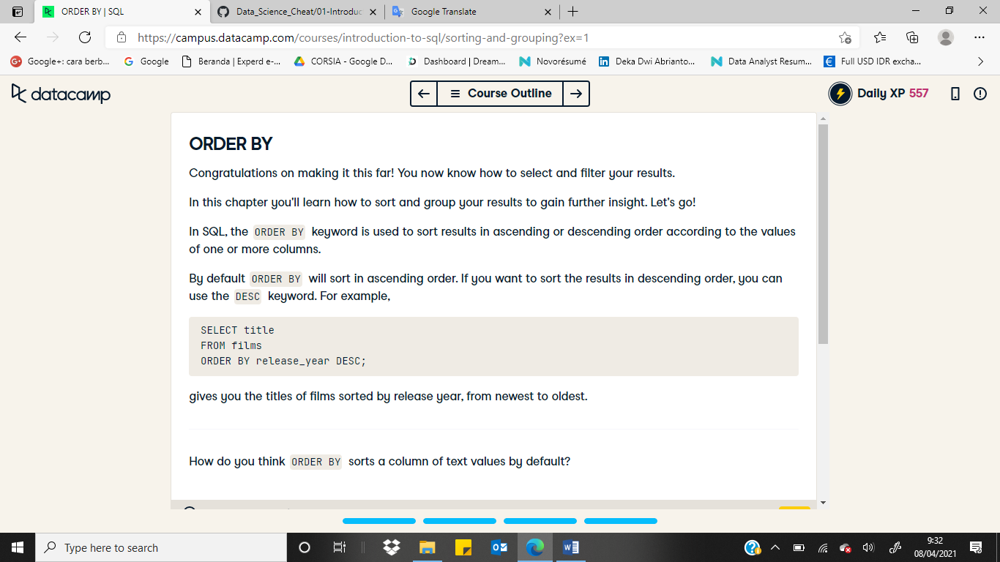 ORDER BY | SQL
Data_Science_Cheat/01-Introduc
Google Translate
https://campus.datacamp.com/courses/introduction-to-sql/sorting-and-grouping?ex=1
Google+: cara berb...
Google
Beranda | Experd e-...
CORSIA - Google D...
Dashboard | Dream...
Novorésumé
Deka Dwi Abrianto...
Data Analyst Resum...
Full USD IDR excha...
datacamp
Course Outline
Daily XP 557
ORDER BY
Congratulations on making it this far! You now know how to select and filter your results.
In this chapter you'll learn how to sort and group your results to gain further insight. Let's go!
In SQL, the ORDER BY keyword is used to sort results in ascending or descending order according to the values
of one or more columns.
By default ORDER BY will sort in ascending order. If you want to sort the results in descending order, you can
use the DESC keyword. For example,
SELECT title
FROM films
ORDER BY release_year DESC;
gives you the titles of films sorted by release year, from newest to oldest.
How do you think ORDER BY sorts a column of text values by default?
Type here to search
9:32
08/04/2021